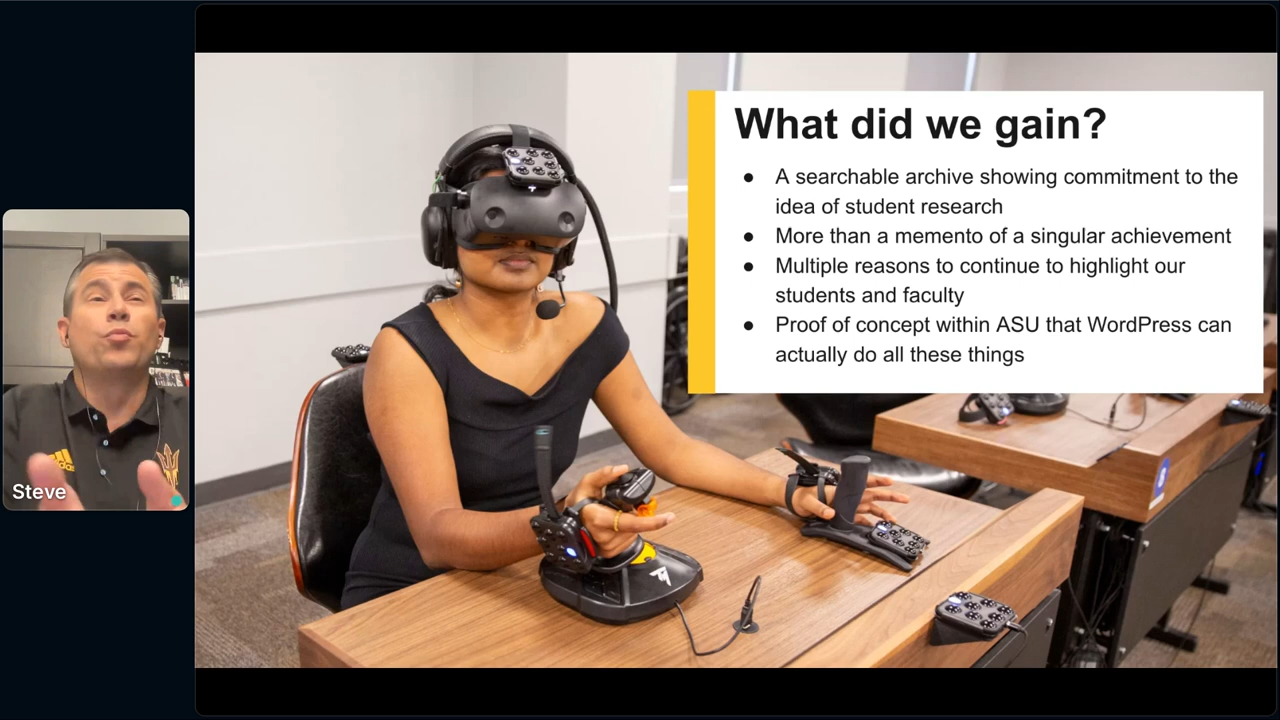 What did we gain?
● A searchable archive showing commitment to the
idea of student research
● More than a memento of a singular achievement
● Multiple reasons to continue to highlight our
students and faculty
● Proof of concept within ASU that WordPress can
actually do all these things
adidas
Steve